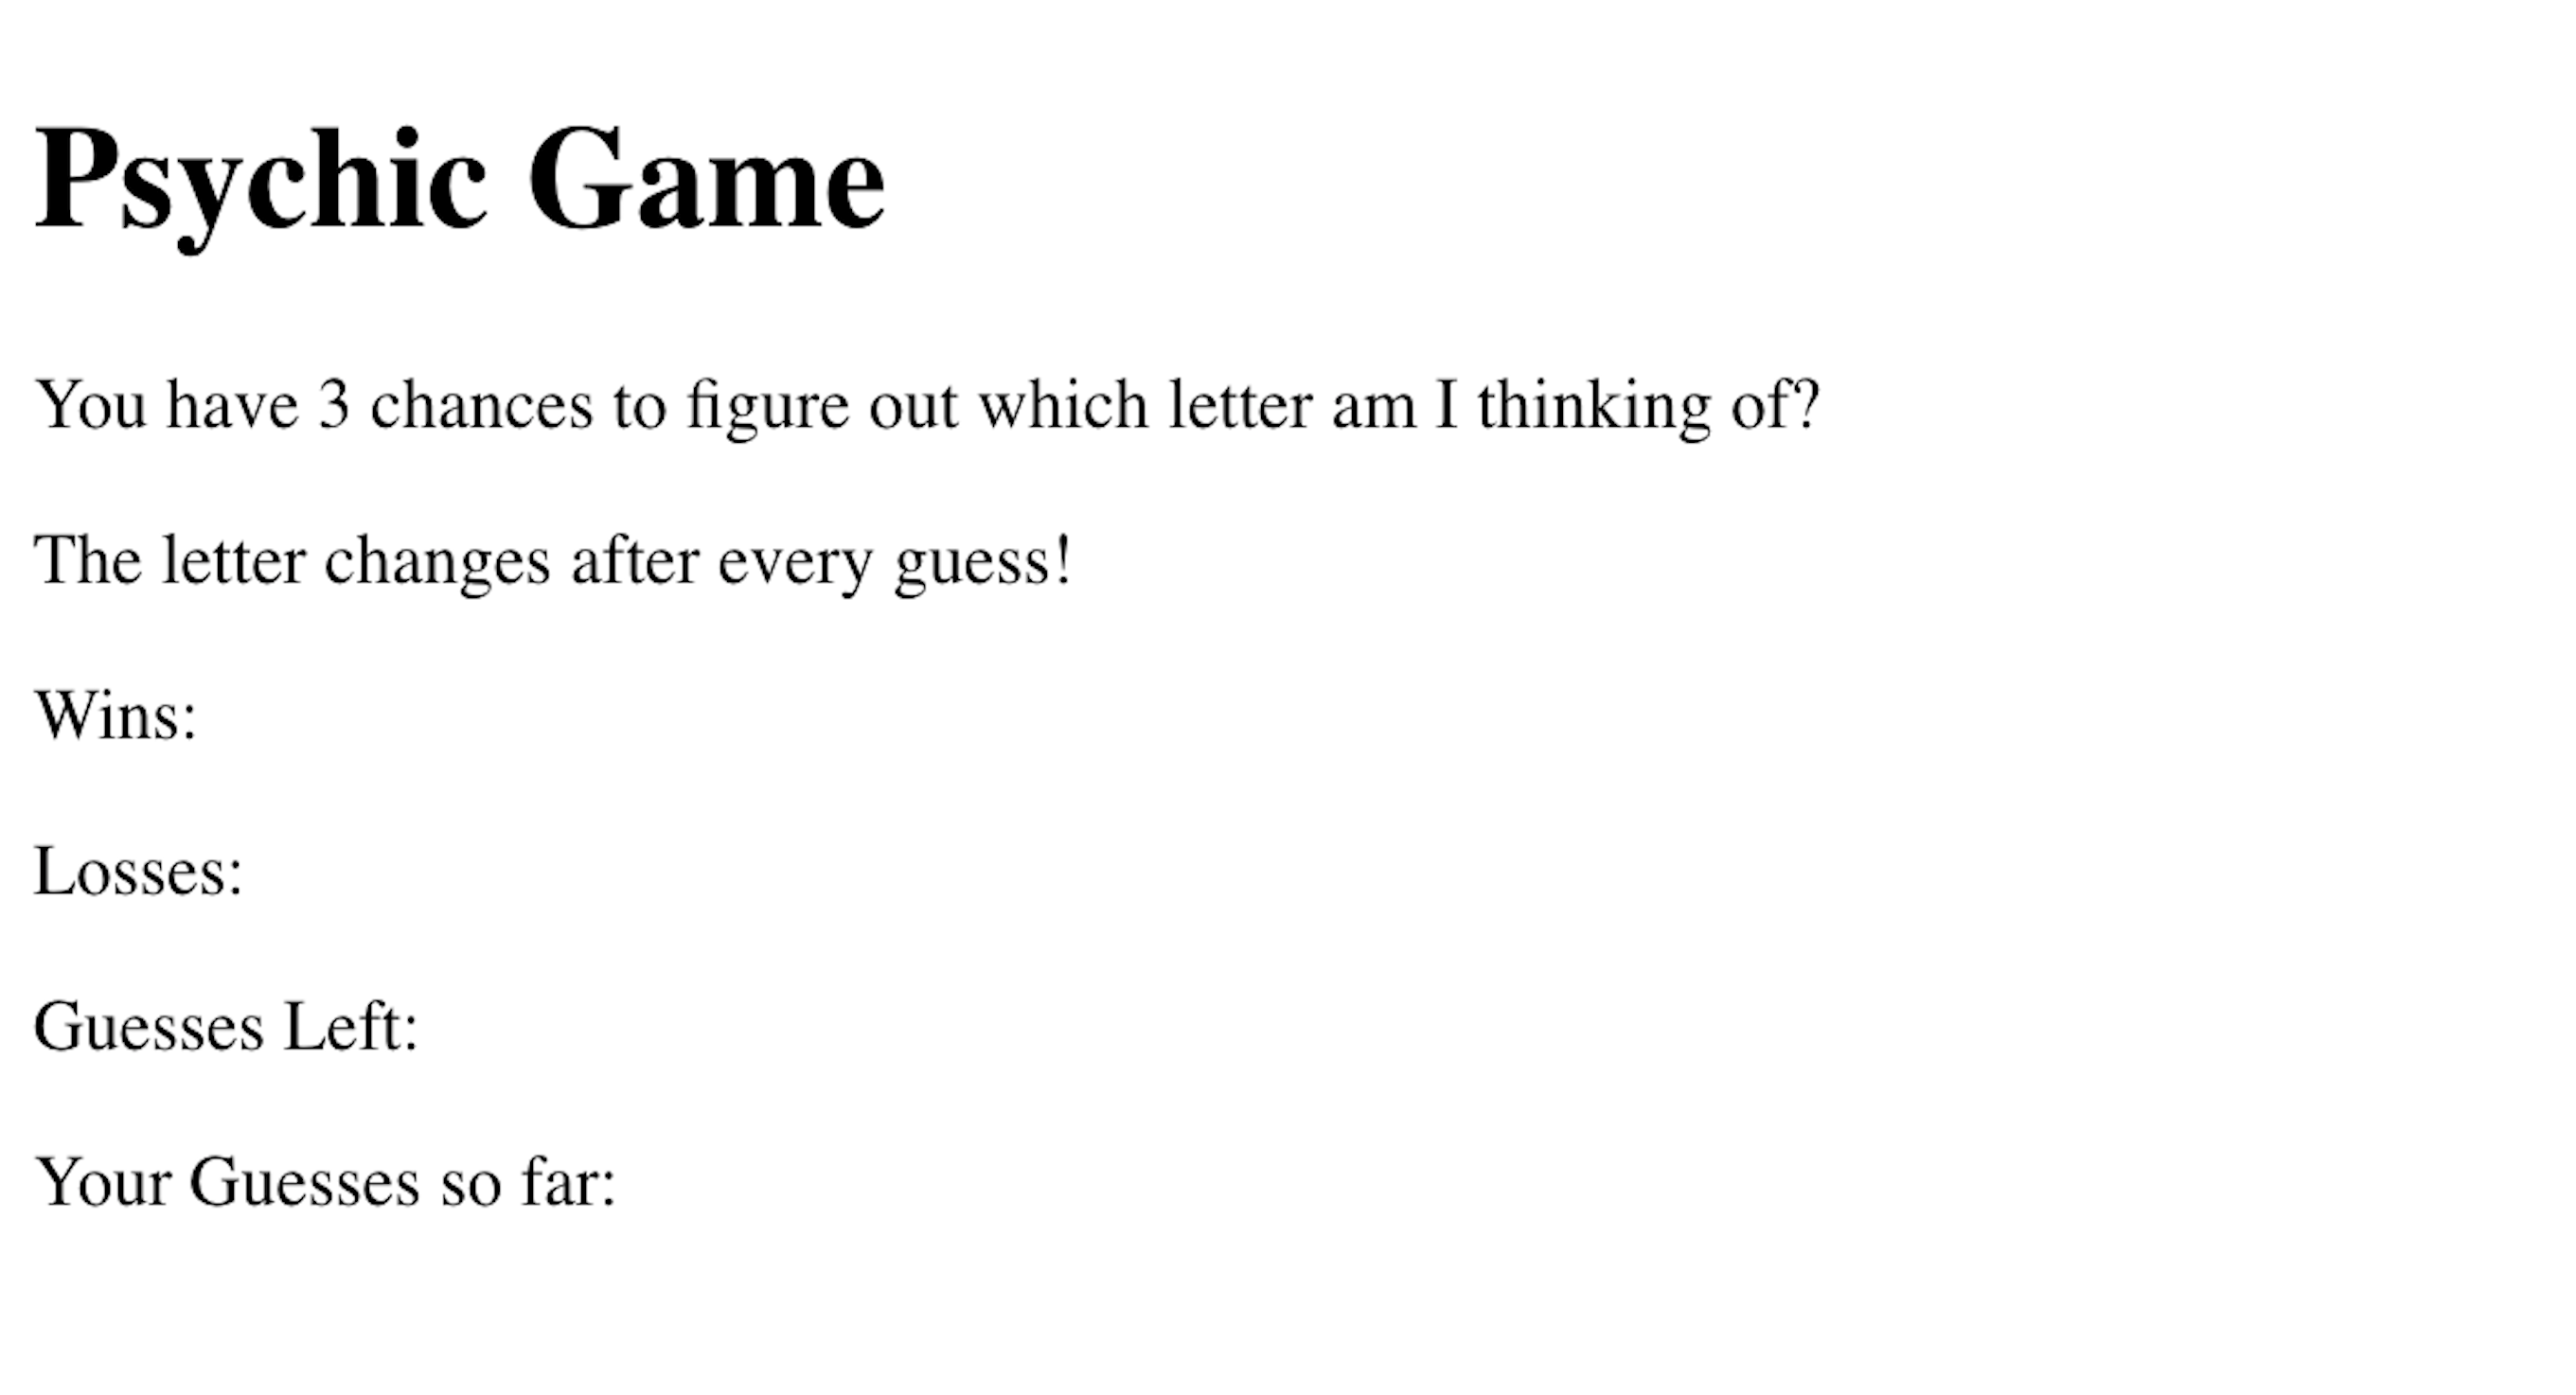 Psychic Game
You have 3 chances to figure out which letter am I thinking of?
The letter changes after every guess!
Wins:
Losses:
Guesses Left:
Your Guesses so far: